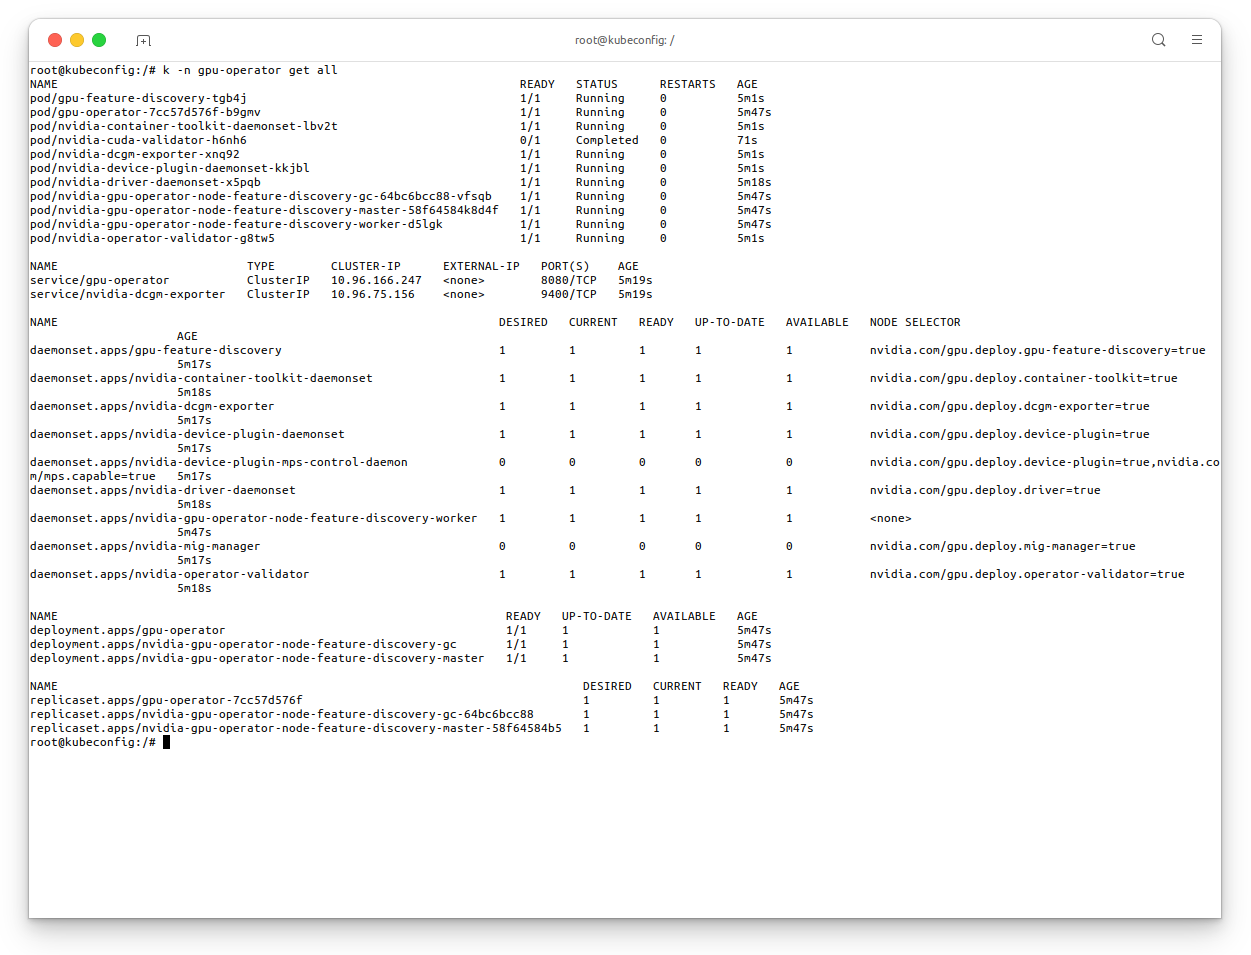 root@kubeconfig: /
root@kubeconfig:/# k -n gpu-operator get all
NAME READY STATUS RESTARTS AGE
pod/gpu-feature-discovery-tgb4j 1/1 Running 0 5m1s
pod/gpu-operator-7cc57d576f-b9gmv 1/1 Running 0 5m47s
pod/nvidia-container-toolkit-daemonset-lbv2t 1/1 Running 0 5m1s
pod/nvidia-cuda-validator-h6nh6 0/1 Completed 0 71s
pod/nvidia-dcgm-exporter-xnq92 1/1 Running 0 5m1s
pod/nvidia-device-plugin-daemonset-kkjbl 1/1 Running 0 5m1s
pod/nvidia-driver-daemonset-x5pqb 1/1 Running 0 5m18s
pod/nvidia-gpu-operator-node-feature-discovery-gc-64bc6bcc88-vfsqb 1/1 Running 0 5m47s
pod/nvidia-gpu-operator-node-feature-discovery-master-58f64584k8d4f 1/1 Running 0 5m47s
pod/nvidia-gpu-operator-node-feature-discovery-worker-d5lgk 1/1 Running 0 5m47s
pod/nvidia-operator-validator-g8tw5 1/1 Running 0 5m1s
NAME TYPE CLUSTER-IP EXTERNAL-IP PORT(S) AGE
service/gpu-operator ClusterIP 10.96.166.247 <none> 8080/TCP 5m19s
service/nvidia-dcgm-exporter ClusterIP 10.96.75.156 <none> 9400/TCP 5m19s
NAME DESIRED CURRENT READY UP-TO-DATE AVAILABLE NODE SELECTOR
AGE
daemonset.apps/gpu-feature-discovery 1 1 1 1 1 nvidia.com/gpu.deploy.gpu-feature-discovery=true
5m17s
daemonset.apps/nvidia-container-toolkit-daemonset 1 1 1 1 1 nvidia.com/gpu.deploy.container-toolkit=true
5m18s
daemonset.apps/nvidia-dcgm-exporter 1 1 1 1 1 nvidia.com/gpu.deploy.dcgm-exporter=true
5m17s
daemonset.apps/nvidia-device-plugin-daemonset 1 1 1 1 1 nvidia.com/gpu.deploy.device-plugin=true
5m17s
daemonset.apps/nvidia-device-plugin-mps-control-daemon 0 0 0 0 0 nvidia.com/gpu.deploy.device-plugin=true,nvidia.co
m/mps.capable=true 5m17s
daemonset.apps/nvidia-driver-daemonset 1 1 1 1 1 nvidia.com/gpu.deploy.driver=true
5m18s
daemonset.apps/nvidia-gpu-operator-node-feature-discovery-worker 1 1 1 1 1 <none>
5m47s
daemonset.apps/nvidia-mig-manager 0 0 0 0 0 nvidia.com/gpu.deploy.mig-manager=true
5m17s
daemonset.apps/nvidia-operator-validator 1 1 1 1 1 nvidia.com/gpu.deploy.operator-validator=true
5m18s
NAME READY UP-TO-DATE AVAILABLE AGE
deployment.apps/gpu-operator 1/1 1 1 5m47s
deployment.apps/nvidia-gpu-operator-node-feature-discovery-gc 1/1 1 1 5m47s
deployment.apps/nvidia-gpu-operator-node-feature-discovery-master 1/1 1 1 5m47s
NAME DESIRED CURRENT READY AGE
replicaset.apps/gpu-operator-7cc57d576f 1 1 1 5m47s
replicaset.apps/nvidia-gpu-operator-node-feature-discovery-gc-64bc6bcc88 1 1 1 5m47s
replicaset.apps/nvidia-gpu-operator-node-feature-discovery-master-58f64584b5 1 1 1 5m47s
root@kubeconfig:/#